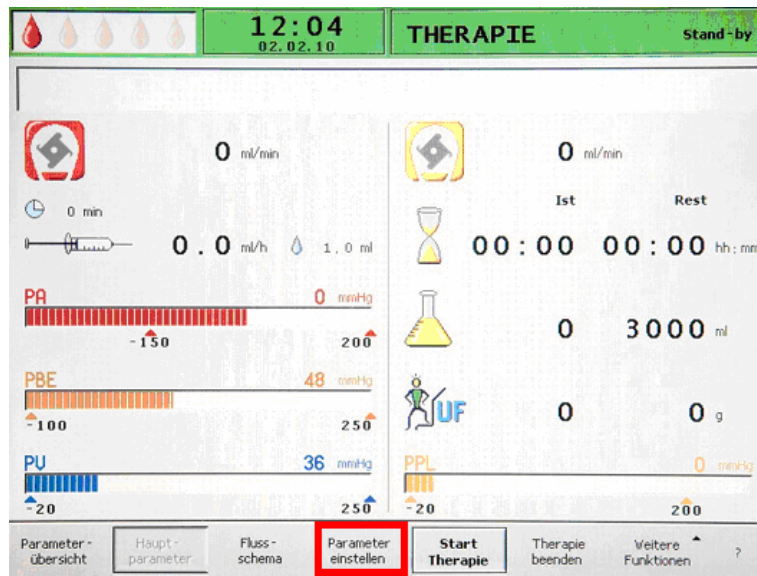 12:04
02.02.10
THERAPIE
Stand-by
0 ml/min
0 ml/min
0 min
Ist Rest
0.0 ml/h 1.0 ml
00:00 00:00 hh:mm
PA 0 mmHg
-150 200
0 3000 ml
PBE 48 mmHg
-100 250
UF 0 0 g
PV 36 mmHg
-20 250
PPL 0 mmHg
-20 200
Parameter-
übersicht
Haupt-
parameter
Fluss-
schema
Parameter
einstellen
Start
Therapie
Therapie
beenden
Weitere
Funktionen
?